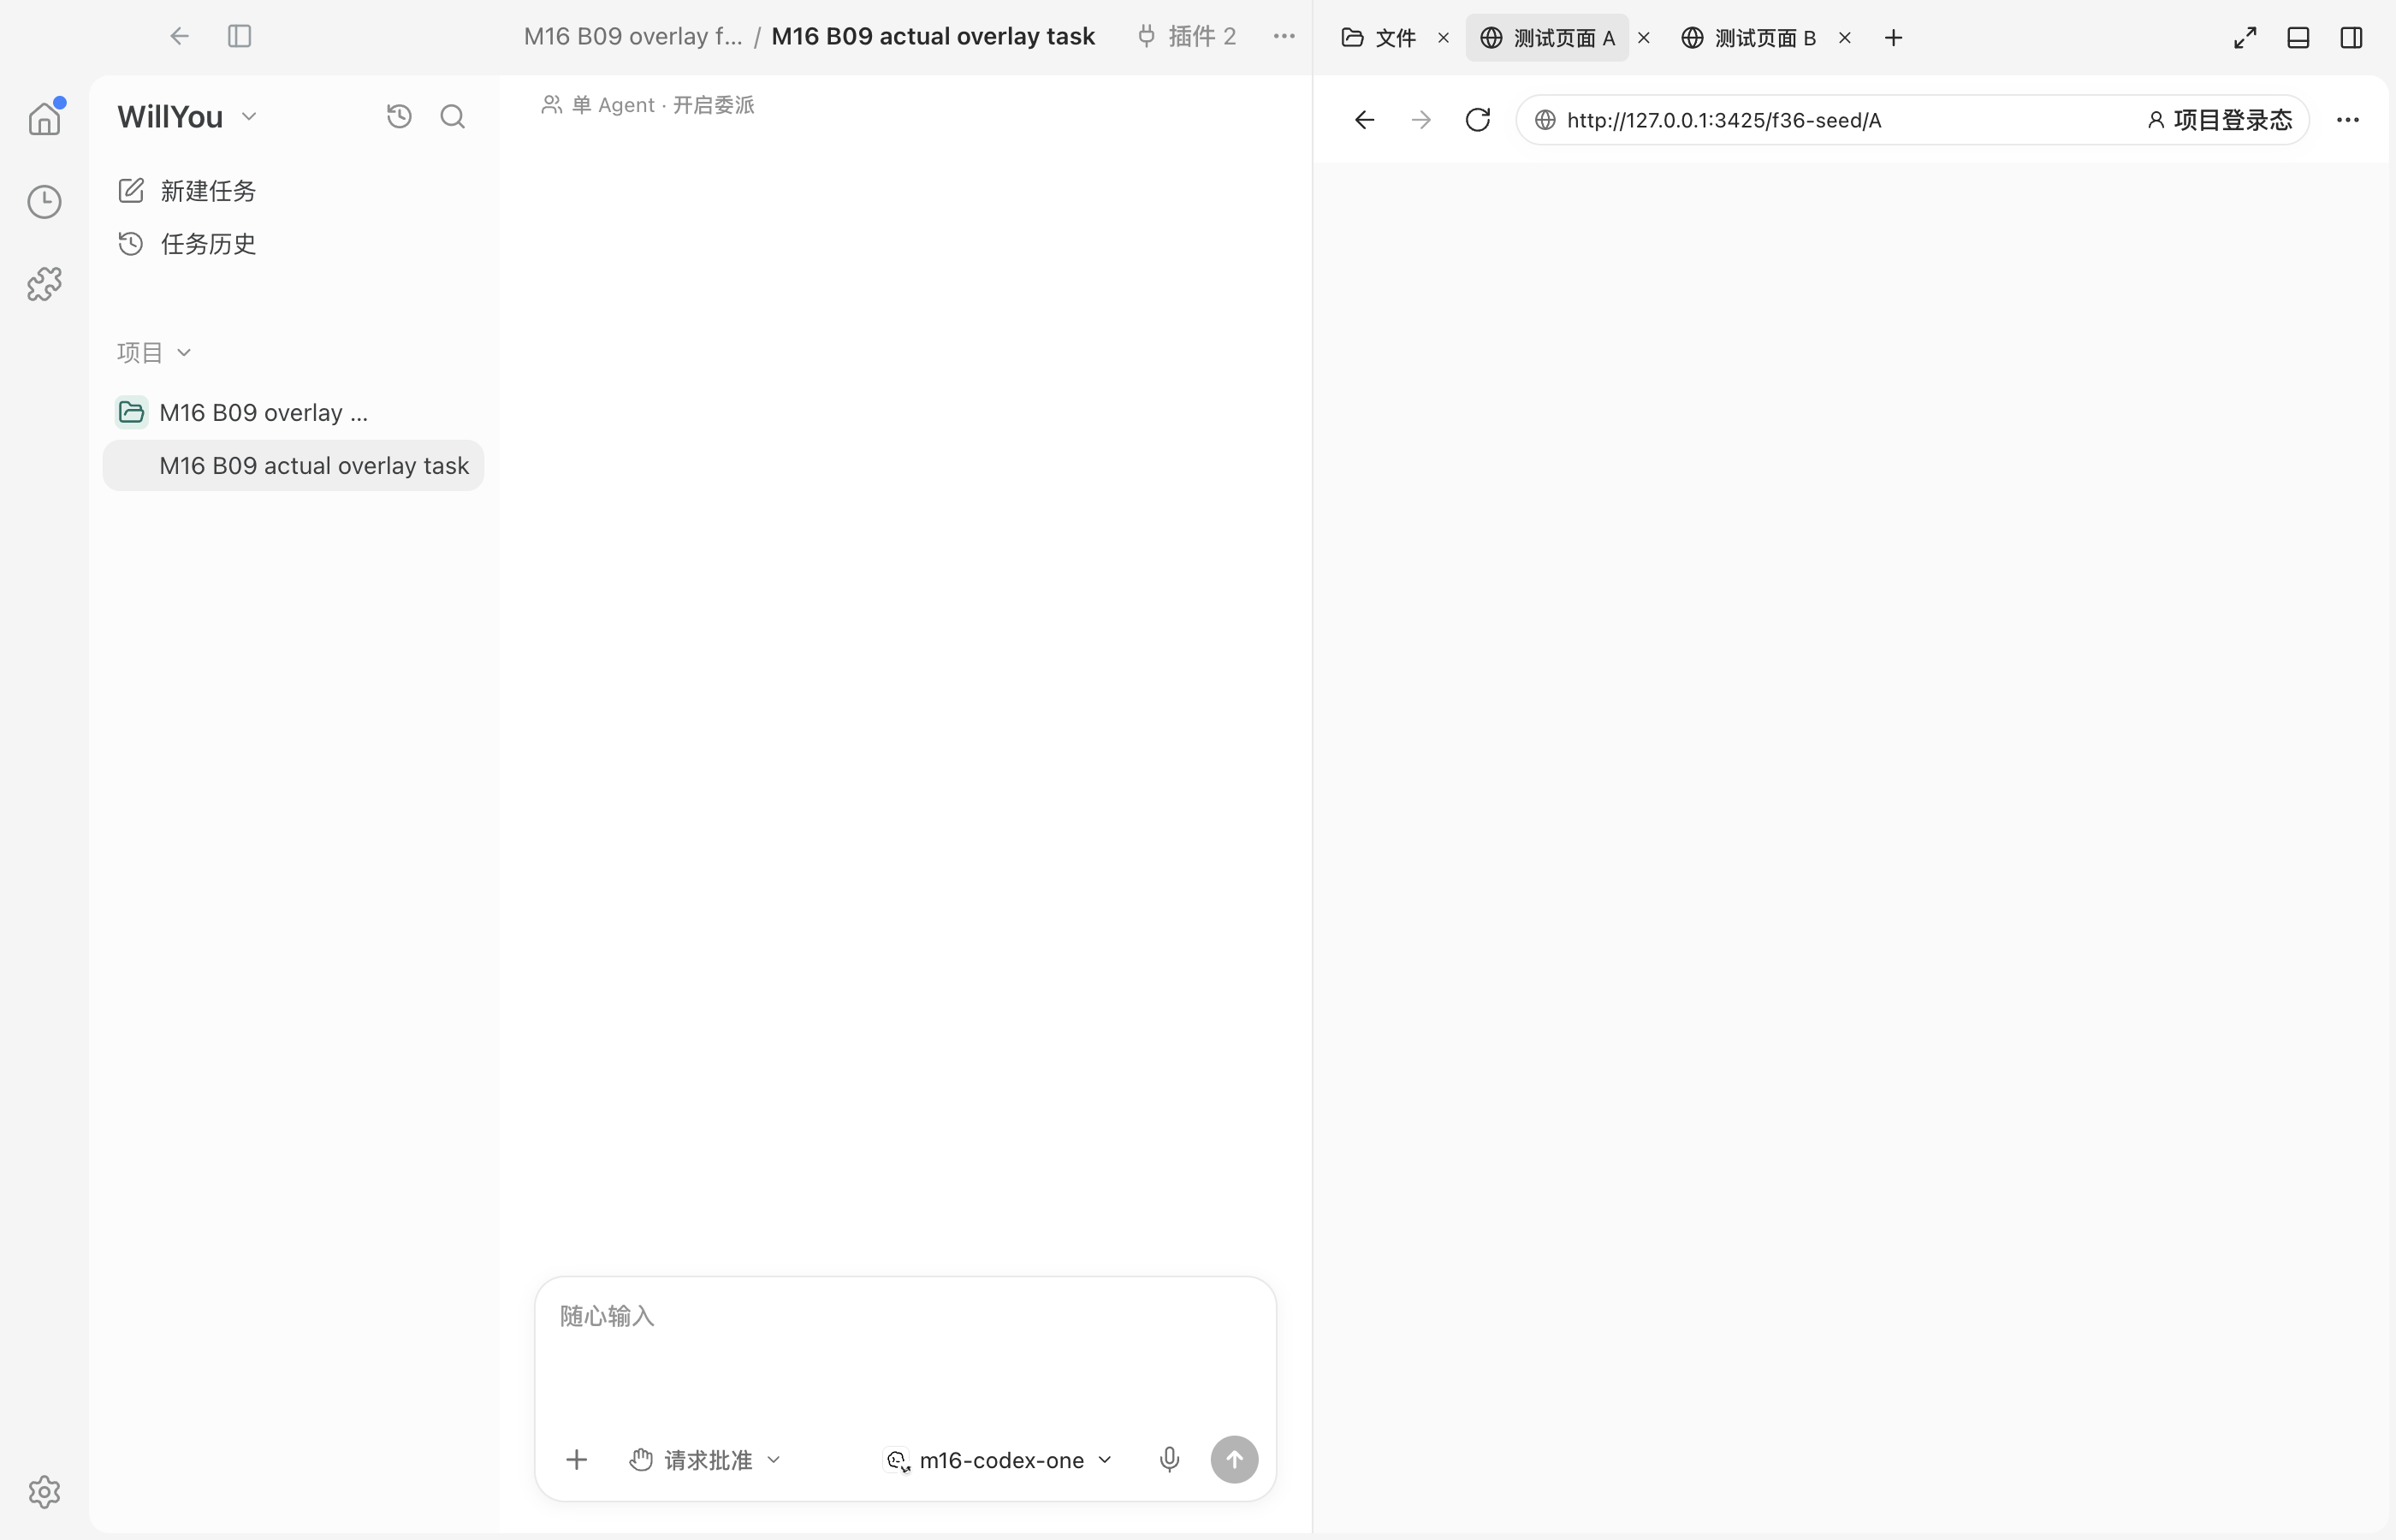 M16 B09 overlay f... / M16 B09 actual overlay task
插件 2
文件
测试页面 A
测试页面 B
WillYou
新建任务
任务历史
项目
M16 B09 overlay ...
M16 B09 actual overlay task
单 Agent · 开启委派
随心输入
请求批准
m16-codex-one
http://127.0.0.1:3425/f36-seed/A
项目登录态